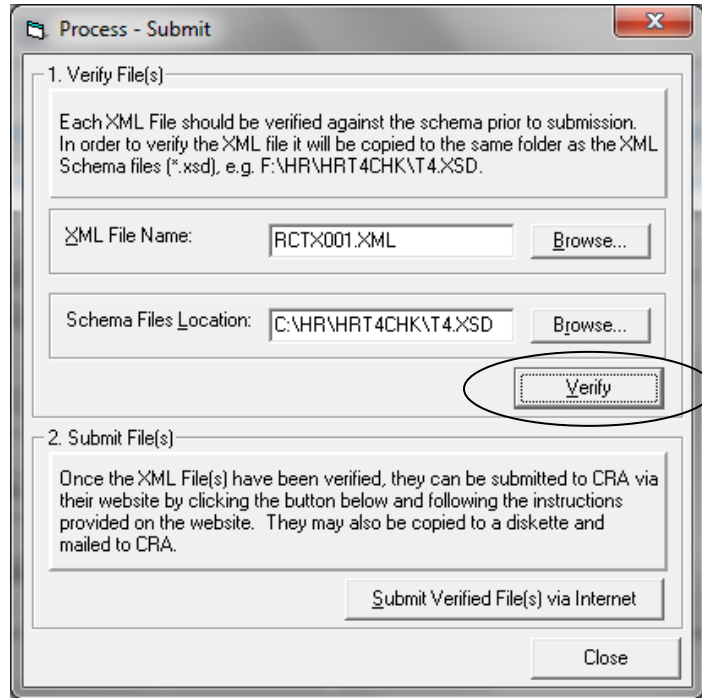 Process - Submit
1. Verify File(s)
Each XML File should be verified against the schema prior to submission.
In order to verify the XML file it will be copied to the same folder as the XML
Schema files (*.xsd), e.g. F:\HR\HRT4CHK\T4.XSD.
XML File Name: RCTX001.XML Browse...
Schema Files Location: C:\HR\HRT4CHK\T4.XSD Browse...
Verify
2. Submit File(s)
Once the XML File(s) have been verified, they can be submitted to CRA via
their website by clicking the button below and following the instructions
provided on the website. They may also be copied to a diskette and
mailed to CRA.
Submit Verified File(s) via Internet
Close